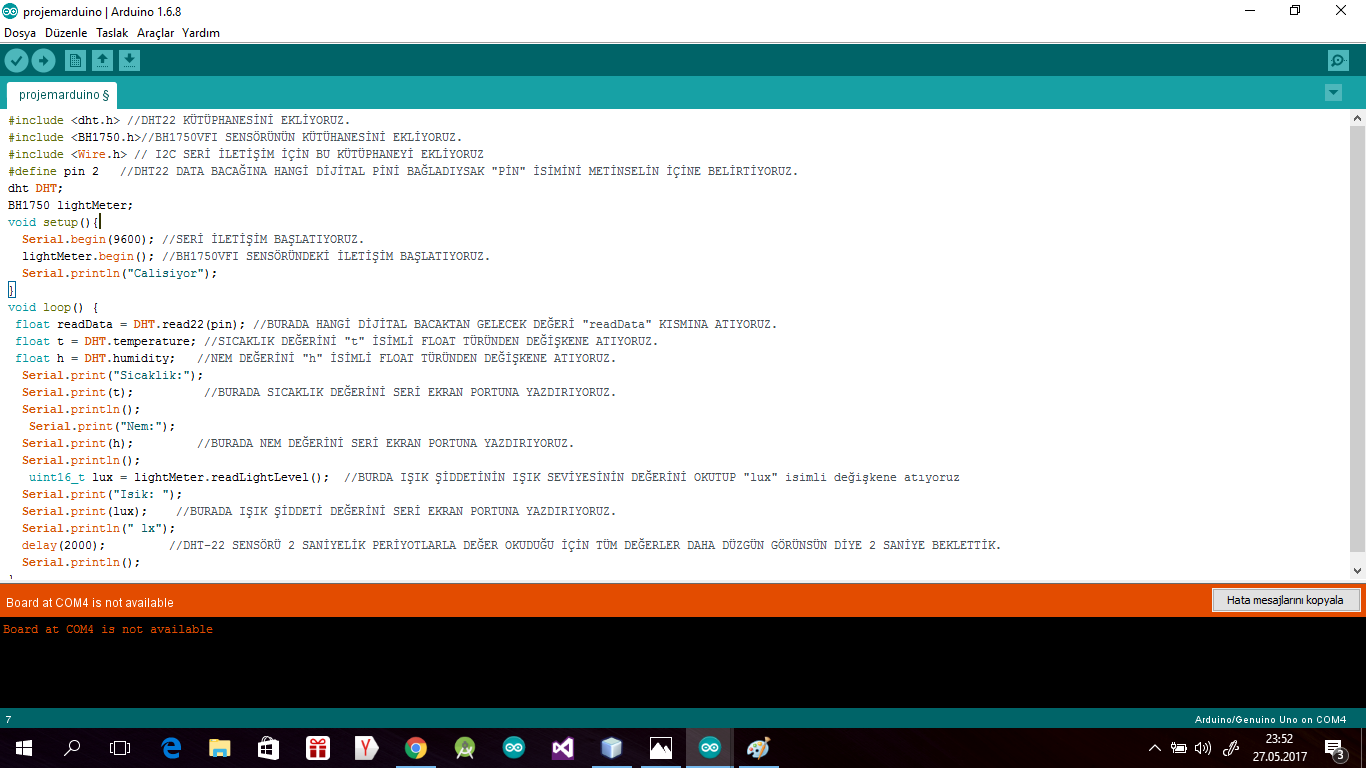 projemarduino | Arduino 1.6.8
Dosya Düzenle Taslak Araçlar Yardım
projemarduino §
#include <dht.h> //DHT22 KÜTÜPHANESİNİ EKLİYORUZ.
#include <BH1750.h>//BH1750VFI SENSÖRÜNÜN KÜTÜHANESİNİ EKLİYORUZ.
#include <Wire.h> // I2C SERİ İLETİŞİM İÇİN BU KÜTÜPHANEYİ EKLİYORUZ
#define pin 2   //DHT22 DATA BACAĞINA HANGİ DİJİTAL PİNİ BAĞLADIYSAK "PİN" İSİMİNİ METİNSELİN İÇİNE BELİRTİYORUZ.
dht DHT;
BH1750 lightMeter;
void setup(){
  Serial.begin(9600); //SERİ İLETİŞİM BAŞLATIYORUZ.
  lightMeter.begin(); //BH1750VFI SENSÖRÜNDEKİ İLETİŞİM BAŞLATIYORUZ.
  Serial.println("Calisiyor");
}
void loop() {
 float readData = DHT.read22(pin); //BURADA HANGİ DİJİTAL BACAKTAN GELECEK DEĞERİ "readData" KISMINA ATIYORUZ.
 float t = DHT.temperature; //SICAKLIK DEĞERİNİ "t" İSİMLİ FLOAT TÜRÜNDEN DEĞİŞKENE ATIYORUZ.
 float h = DHT.humidity;   //NEM DEĞERİNİ "h" İSİMLİ FLOAT TÜRÜNDEN DEĞİŞKENE ATIYORUZ.
  Serial.print("Sicaklik:");
  Serial.print(t);          //BURADA SICAKLIK DEĞERİNİ SERİ EKRAN PORTUNA YAZDIRIYORUZ.
  Serial.println();
   Serial.print("Nem:");
  Serial.print(h);         //BURADA NEM DEĞERİNİ SERİ EKRAN PORTUNA YAZDIRIYORUZ.
  Serial.println();
   uint16_t lux = lightMeter.readLightLevel();  //BURDA IŞIK ŞİDDETİNİN IŞIK SEVİYESİNİN DEĞERİNİ OKUTUP "lux" isimli değişkene atıyoruz
  Serial.print("Isik: ");
  Serial.print(lux);    //BURADA IŞIK ŞİDDETİ DEĞERİNİ SERİ EKRAN PORTUNA YAZDIRIYORUZ.
  Serial.println(" lx");
  delay(2000);         //DHT-22 SENSÖRÜ 2 SANİYELİK PERİYOTLARLA DEĞER OKUDUĞU İÇİN TÜM DEĞERLER DAHA DÜZGÜN GÖRÜNSÜN DİYE 2 SANİYE BEKLETTİK.
  Serial.println();
}
Board at COM4 is not available
Hata mesajlarını kopyala
Board at COM4 is not available
7
Arduino/Genuino Uno on COM4
23:52
27.05.2017
3